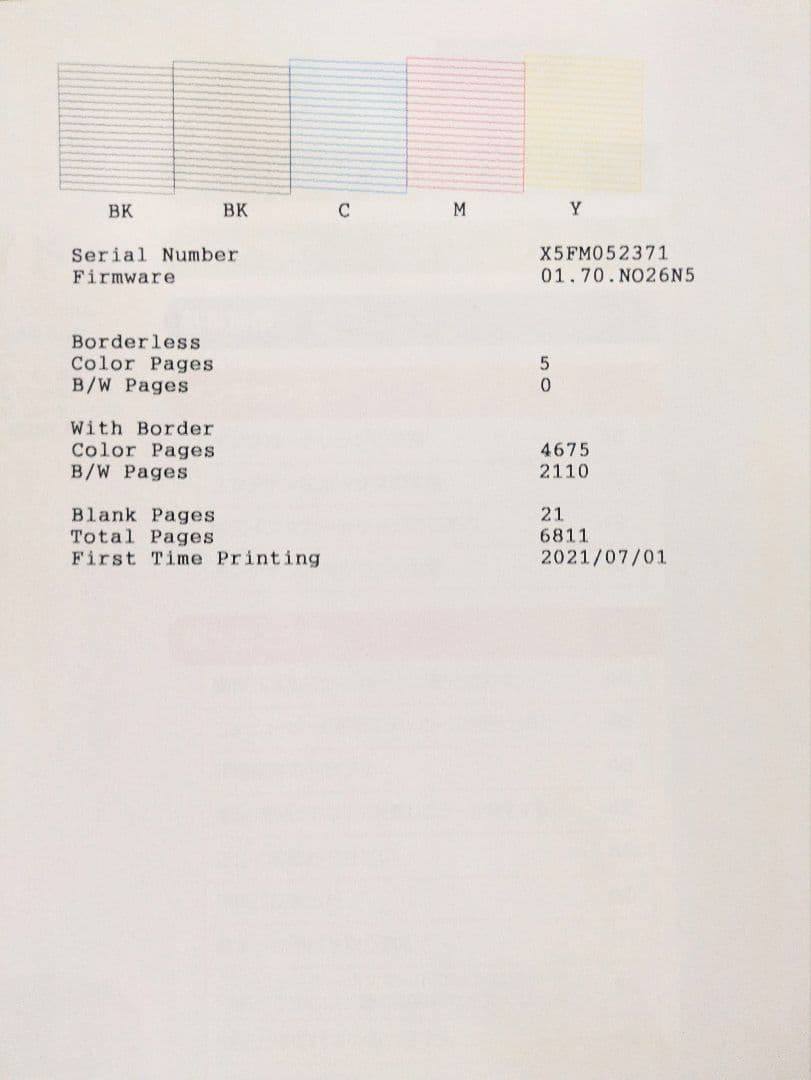 BK BK C M Y
Serial Number X5FM052371
Firmware 01.70.NO26N5
Borderless
Color Pages 5
B/W Pages 0
With Border
Color Pages 4675
B/W Pages 2110
Blank Pages 21
Total Pages 6811
First Time Printing 2021/07/01